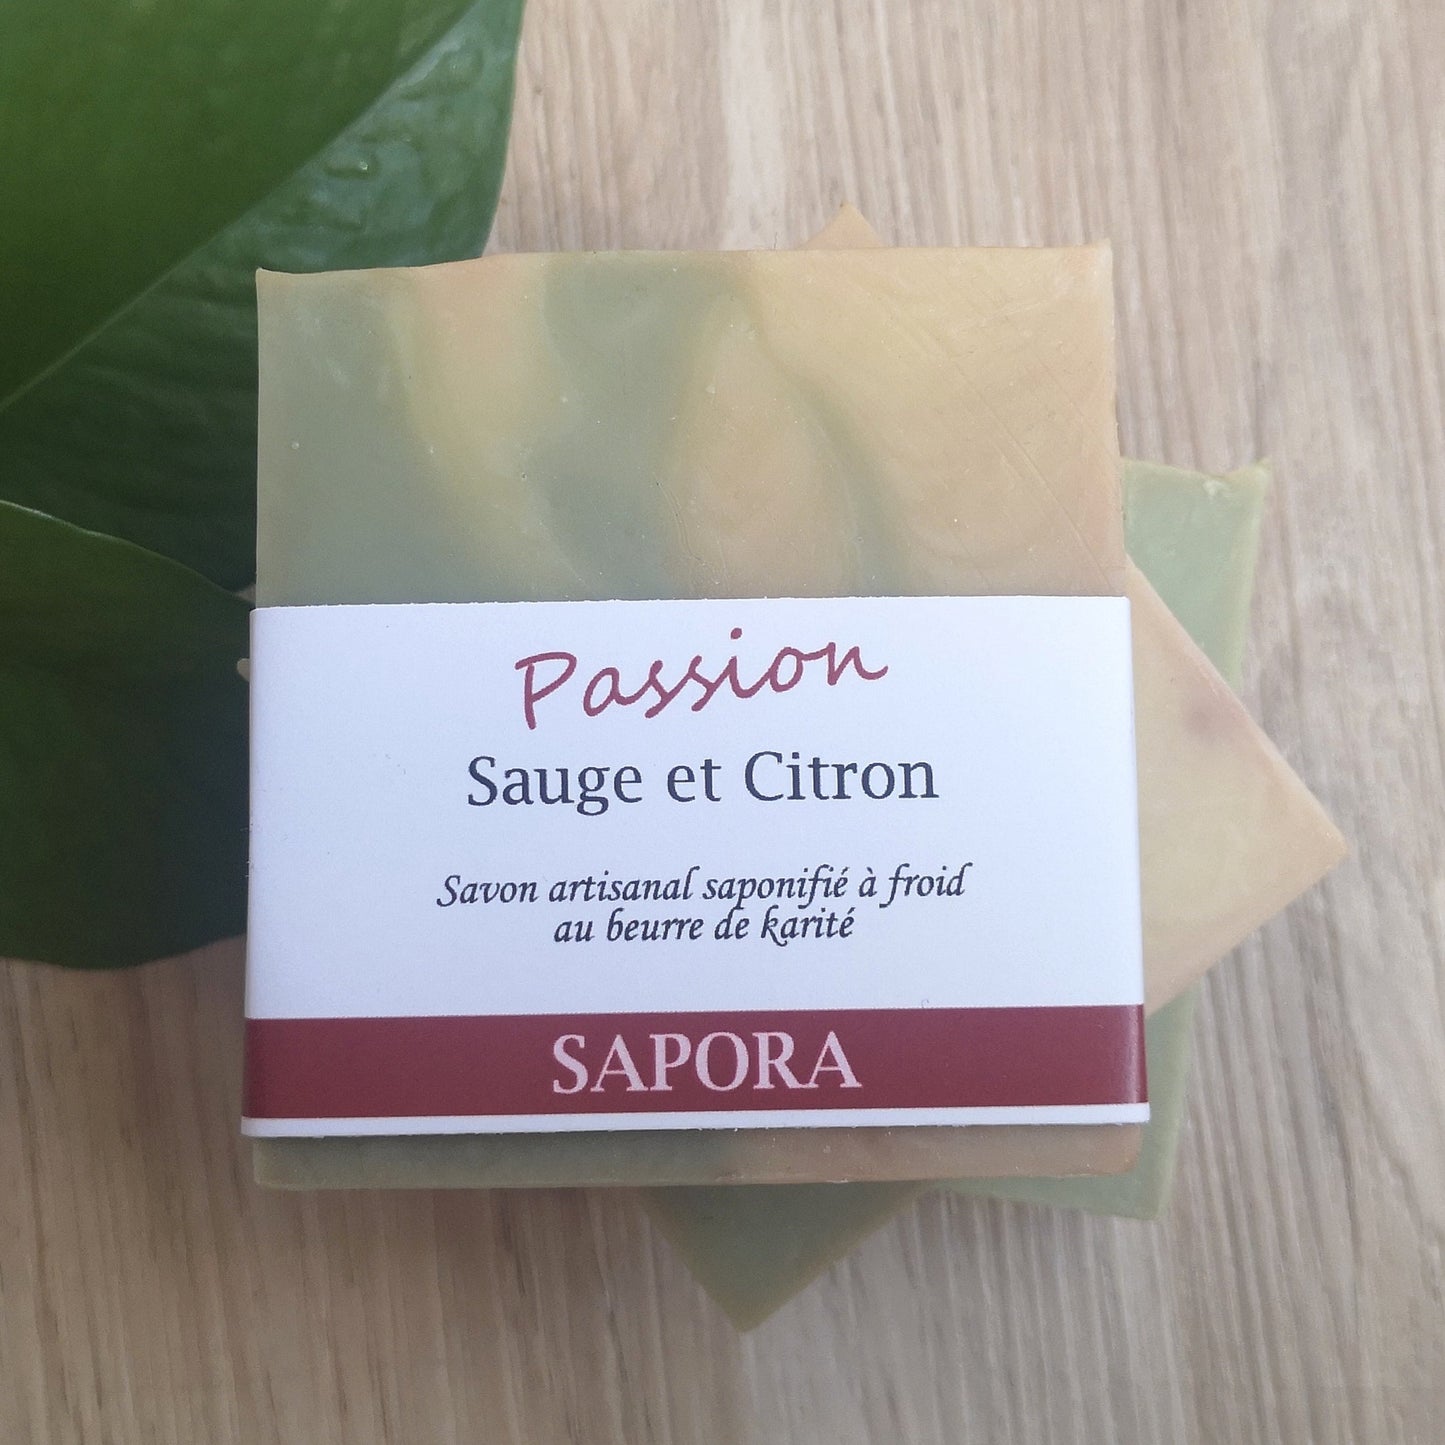 Passion
Sauge et Citron
Savon artisanal saponifié à froid
au beurre de karité
SAPORA